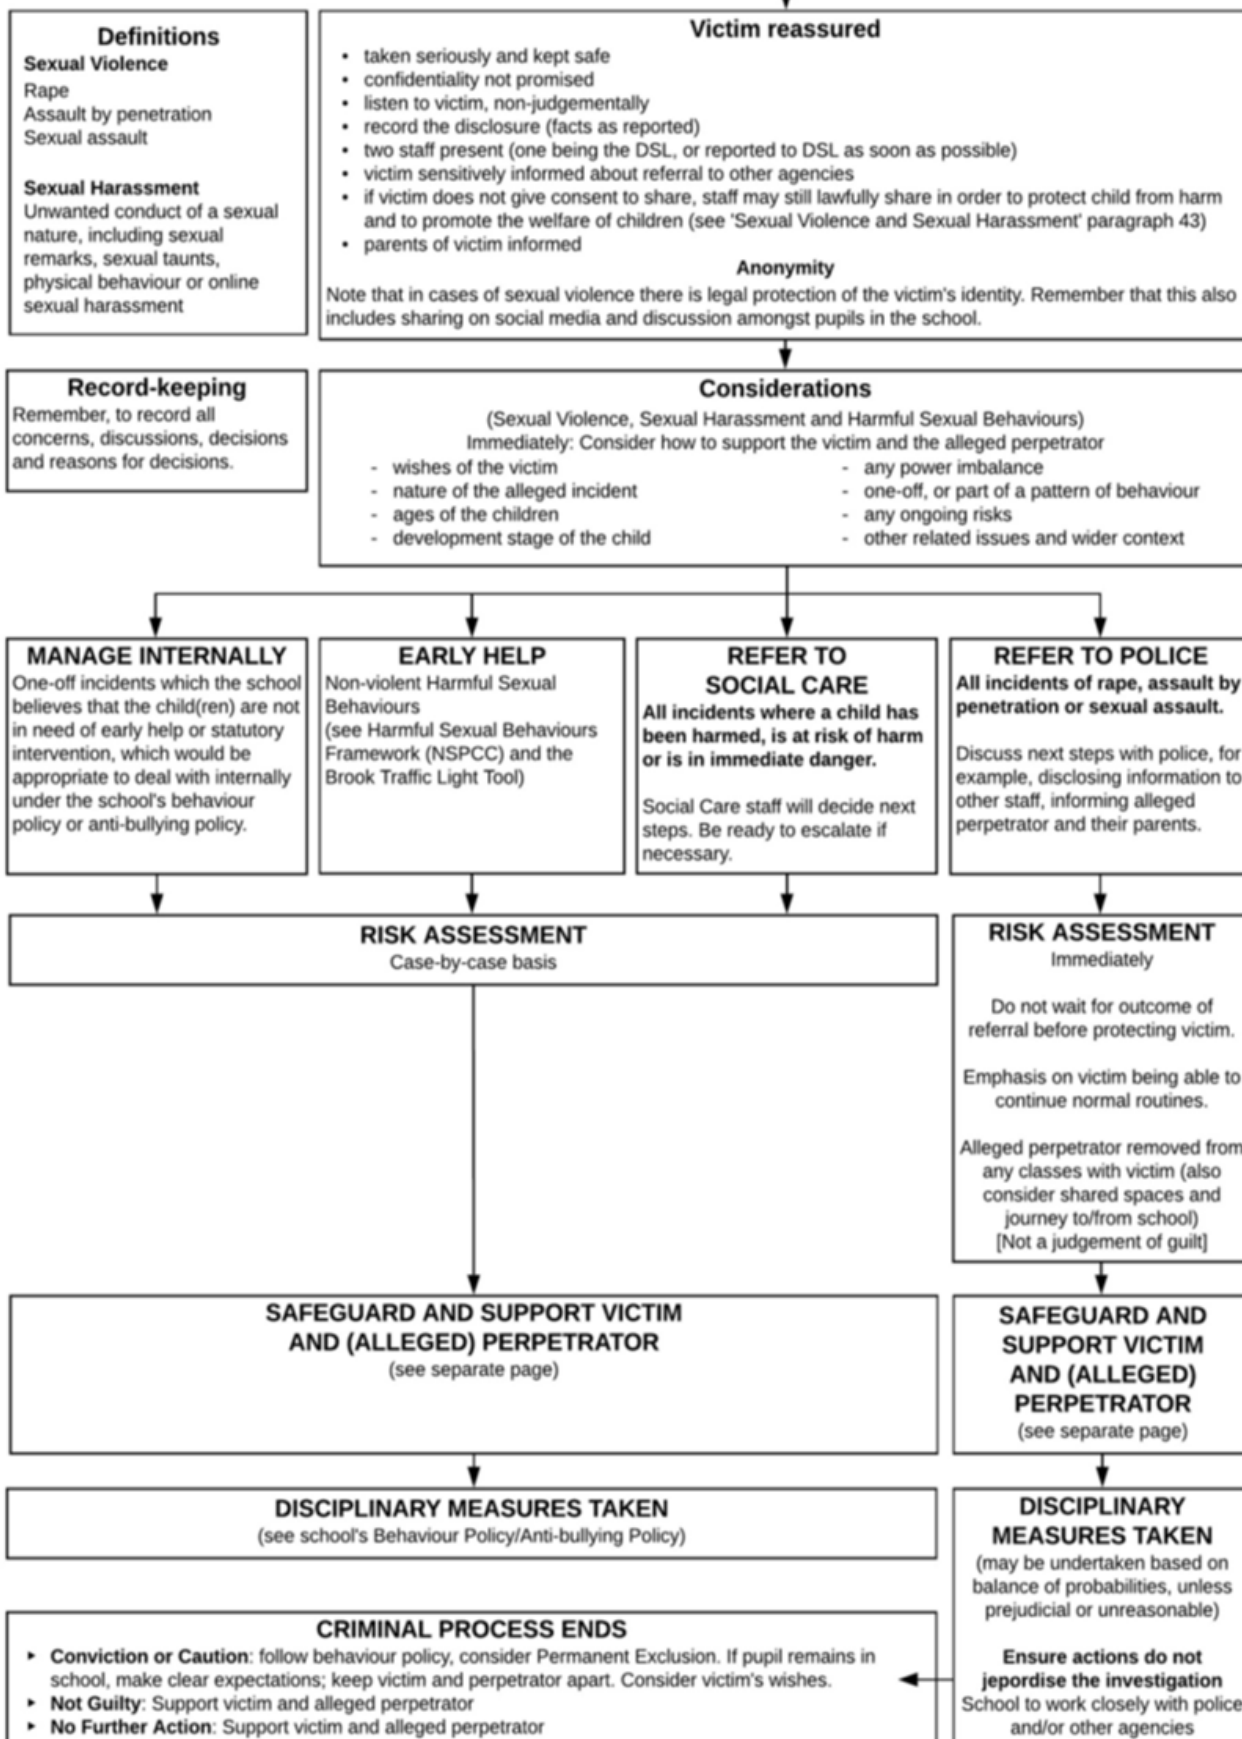 Definitions
Sexual Violence
Rape
Assault by penetration
Sexual assault
Sexual Harassment
Unwanted conduct of a sexual
nature, including sexual
remarks, sexual taunts,
physical behaviour or online
sexual harassment
Victim reassured
• taken seriously and kept safe
• confidentiality not promised
• listen to victim, non-judgementally
• record the disclosure (facts as reported)
• two staff present (one being the DSL, or reported to DSL as soon as possible)
• victim sensitively informed about referral to other agencies
• if victim does not give consent to share, staff may still lawfully share in order to protect child from harm
and to promote the welfare of children (see 'Sexual Violence and Sexual Harassment' paragraph 43)
• parents of victim informed
Anonymity
Note that in cases of sexual violence there is legal protection of the victim's identity. Remember that this also
includes sharing on social media and discussion amongst pupils in the school.
Record-keeping
Remember, to record all
concerns, discussions, decisions
and reasons for decisions.
Considerations
(Sexual Violence, Sexual Harassment and Harmful Sexual Behaviours)
Immediately: Consider how to support the victim and the alleged perpetrator
- wishes of the victim
- nature of the alleged incident
- ages of the children
- development stage of the child
- any power imbalance
- one-off, or part of a pattern of behaviour
- any ongoing risks
- other related issues and wider context
MANAGE INTERNALLY
One-off incidents which the school
believes that the child(ren) are not
in need of early help or statutory
intervention, which would be
appropriate to deal with internally
under the school's behaviour
policy or anti-bullying policy.
EARLY HELP
Non-violent Harmful Sexual
Behaviours
(see Harmful Sexual Behaviours
Framework (NSPCC) and the
Brook Traffic Light Tool)
REFER TO
SOCIAL CARE
All incidents where a child has
been harmed, is at risk of harm
or is in immediate danger.
Social Care staff will decide next
steps. Be ready to escalate if
necessary.
REFER TO POLICE
All incidents of rape, assault by
penetration or sexual assault.
Discuss next steps with police, for
example, disclosing information to
other staff, informing alleged
perpetrator and their parents.
RISK ASSESSMENT
Case-by-case basis
RISK ASSESSMENT
Immediately
Do not wait for outcome of
referral before protecting victim.
Emphasis on victim being able to
continue normal routines.
Alleged perpetrator removed from
any classes with victim (also
consider shared spaces and
journey to/from school)
[Not a judgement of guilt]
SAFEGUARD AND SUPPORT VICTIM
AND (ALLEGED) PERPETRATOR
(see separate page)
SAFEGUARD AND
SUPPORT VICTIM
AND (ALLEGED)
PERPETRATOR
(see separate page)
DISCIPLINARY MEASURES TAKEN
(see school's Behaviour Policy/Anti-bullying Policy)
DISCIPLINARY
MEASURES TAKEN
(may be undertaken based on
balance of probabilities, unless
prejudicial or unreasonable)
Ensure actions do not
jepordise the investigation
School to work closely with police
and/or other agencies
CRIMINAL PROCESS ENDS
‣ Conviction or Caution: follow behaviour policy, consider Permanent Exclusion. If pupil remains in
school, make clear expectations; keep victim and perpetrator apart. Consider victim's wishes.
‣ Not Guilty: Support victim and alleged perpetrator
‣ No Further Action: Support victim and alleged perpetrator